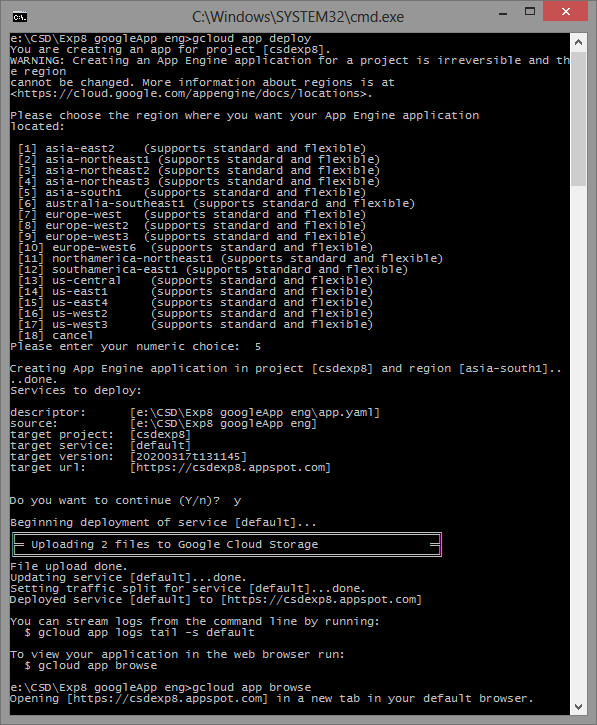 C:\Windows\SYSTEM32\cmd.exe
e:\CSD\Exp8 googleApp eng>gcloud app deploy
You are creating an app for project [csdexp8].
WARNING: Creating an App Engine application for a project is irreversible and th
e region
cannot be changed. More information about regions is at
<https://cloud.google.com/appengine/docs/locations>.
Please choose the region where you want your App Engine application
located:
[1] asia-east2    (supports standard and flexible)
[2] asia-northeast1 (supports standard and flexible)
[3] asia-northeast2 (supports standard and flexible)
[4] asia-northeast3 (supports standard and flexible)
[5] asia-south1   (supports standard and flexible)
[6] australia-southeast1 (supports standard and flexible)
[7] europe-west   (supports standard and flexible)
[8] europe-west2  (supports standard and flexible)
[9] europe-west3  (supports standard and flexible)
[10] europe-west6  (supports standard and flexible)
[11] northamerica-northeast1 (supports standard and flexible)
[12] southamerica-east1 (supports standard and flexible)
[13] us-central    (supports standard and flexible)
[14] us-east1      (supports standard and flexible)
[15] us-east4      (supports standard and flexible)
[16] us-west2      (supports standard and flexible)
[17] us-west3      (supports standard and flexible)
[18] cancel
Please enter your numeric choice:  5
Creating App Engine application in project [csdexp8] and region [asia-south1]..
..done.
Services to deploy:
descriptor:      [e:\CSD\Exp8 googleApp eng\app.yaml]
source:          [e:\CSD\Exp8 googleApp eng]
target project:  [csdexp8]
target service:  [default]
target version:  [20200317t131145]
target url:      [https://csdexp8.appspot.com]
Do you want to continue (Y/n)?  y
Beginning deployment of service [default]...
Uploading 2 files to Google Cloud Storage
File upload done.
Updating service [default]...done.
Setting traffic split for service [default]...done.
Deployed service [default] to [https://csdexp8.appspot.com]
You can stream logs from the command line by running:
$ gcloud app logs tail -s default
To view your application in the web browser run:
$ gcloud app browse
e:\CSD\Exp8 googleApp eng>gcloud app browse
Opening [https://csdexp8.appspot.com] in a new tab in your default browser.